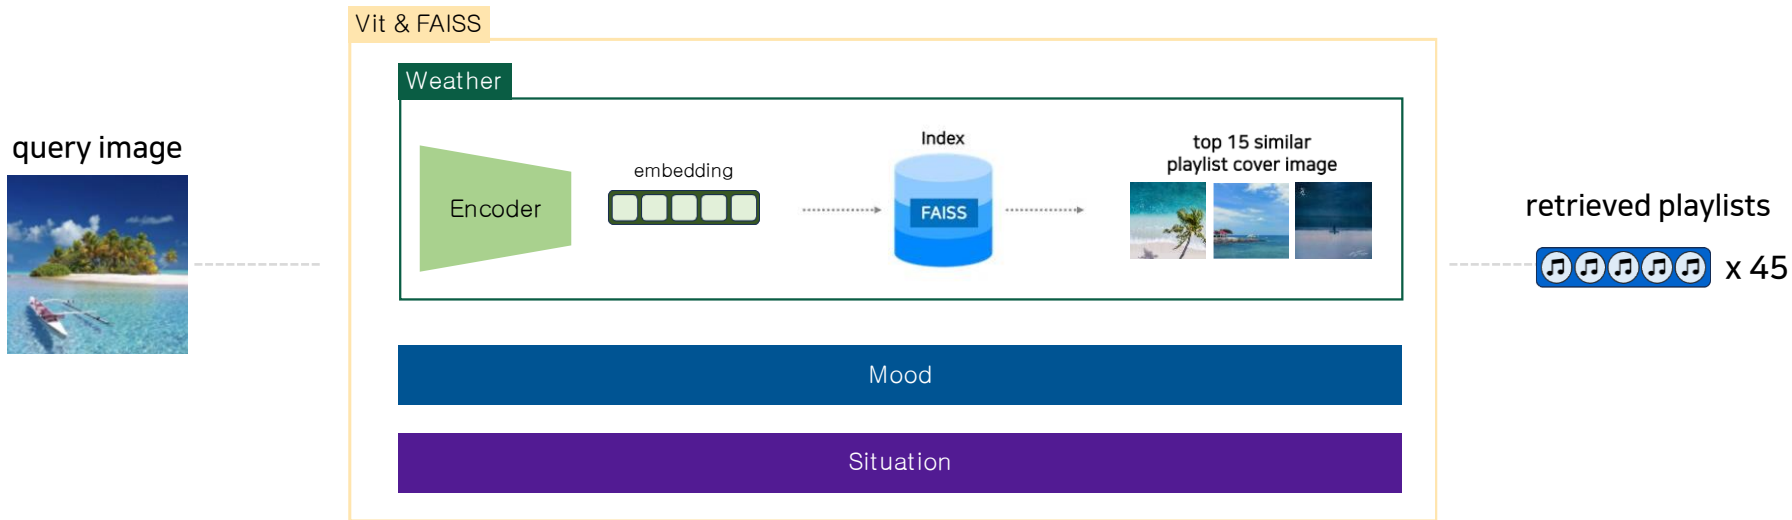 Vit & FAISS
Weather
query image
Encoder
embedding
Index
FAISS
top 15 similar
playlist cover image
retrieved playlists
x 45
Mood
Situation